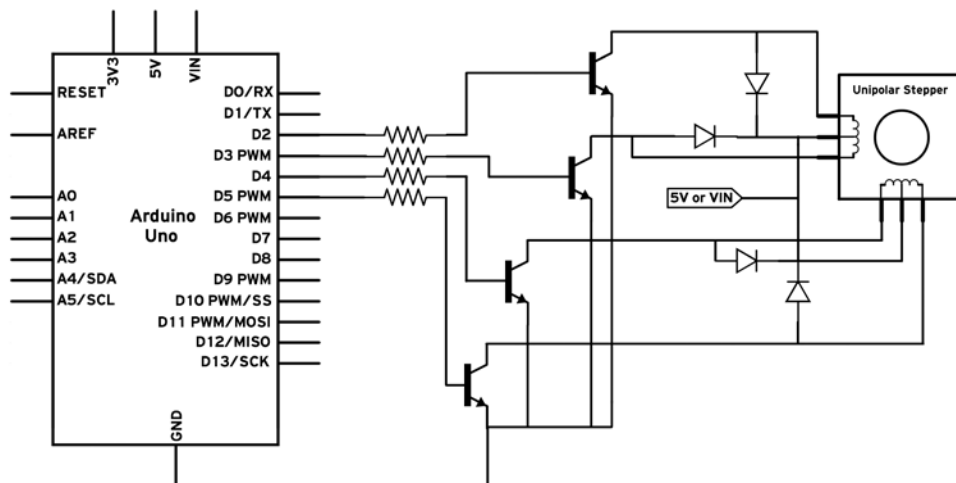 3V3
5V
VIN
RESET
AREF
A0
A1
A2
A3
A4/SDA
A5/SCL
Arduino
Uno
D0/RX
D1/TX
D2
D3 PWM
D4
D5 PWM
D6 PWM
D7
D8
D9 PWM
D10 PWM/SS
D11 PWM/MOSI
D12/MISO
D13/SCK
GND
5V or VIN
Unipolar Stepper